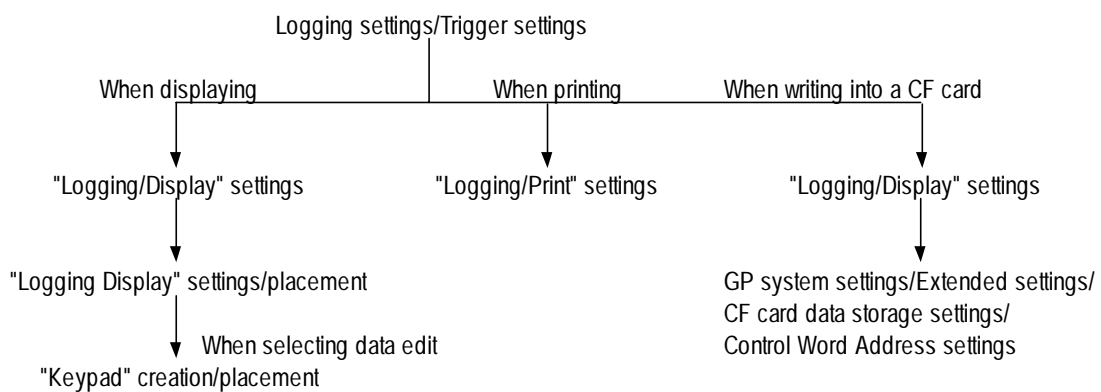 Logging settings/Trigger settings
When displaying
When printing
When writing into a CF card
"Logging/Display" settings
"Logging/Print" settings
"Logging/Display" settings
"Logging Display" settings/placement
GP system settings/Extended settings/
CF card data storage settings/
Control Word Address settings
When selecting data edit
"Keypad" creation/placement